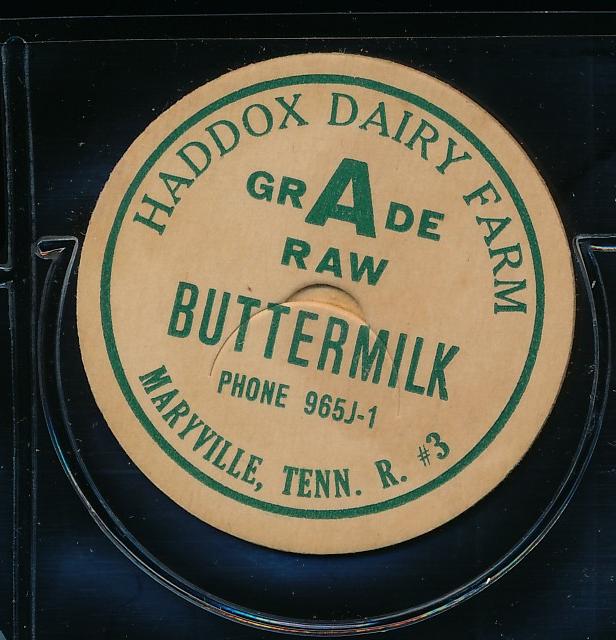 HADDOX DAIRY FARM
GRADE
RAW
BUTTERMILK
PHONE 965J-1
MARYVILLE, TENN. R. #3